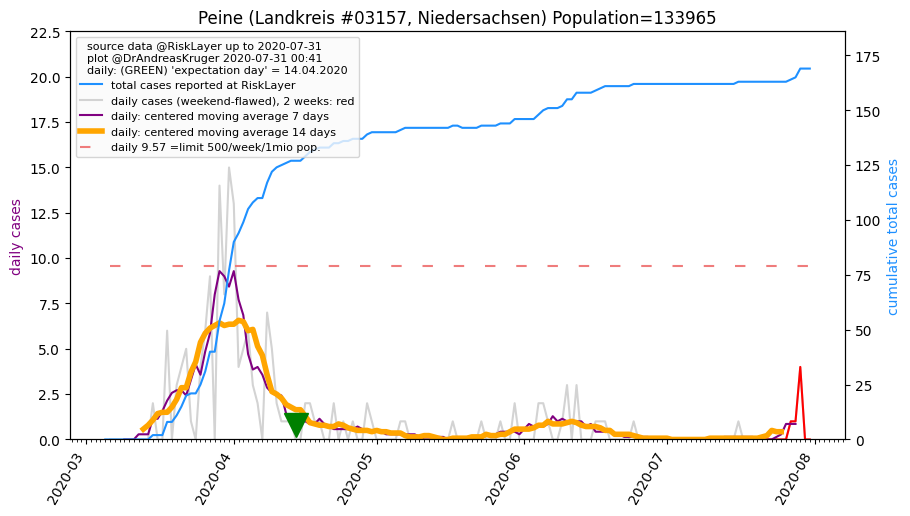 Peine (Landkreis #03157, Niedersachsen) Population=133965
source data @RiskLayer up to 2020-07-31
plot @DrAndreasKruger 2020-07-31 00:41
daily: (GREEN) 'expectation day' = 14.04.2020
total cases reported at RiskLayer
daily cases (weekend-flawed), 2 weeks: red
daily: centered moving average 7 days
daily: centered moving average 14 days
daily 9.57 =limit 500/week/1mio pop.
daily cases
22.5
20.0
17.5
15.0
12.5
10.0
7.5
5.0
2.5
0.0
175
150
125
100
75
50
25
0
cumulative total cases
2020-03
2020-04
2020-05
2020-06
2020-07
2020-08